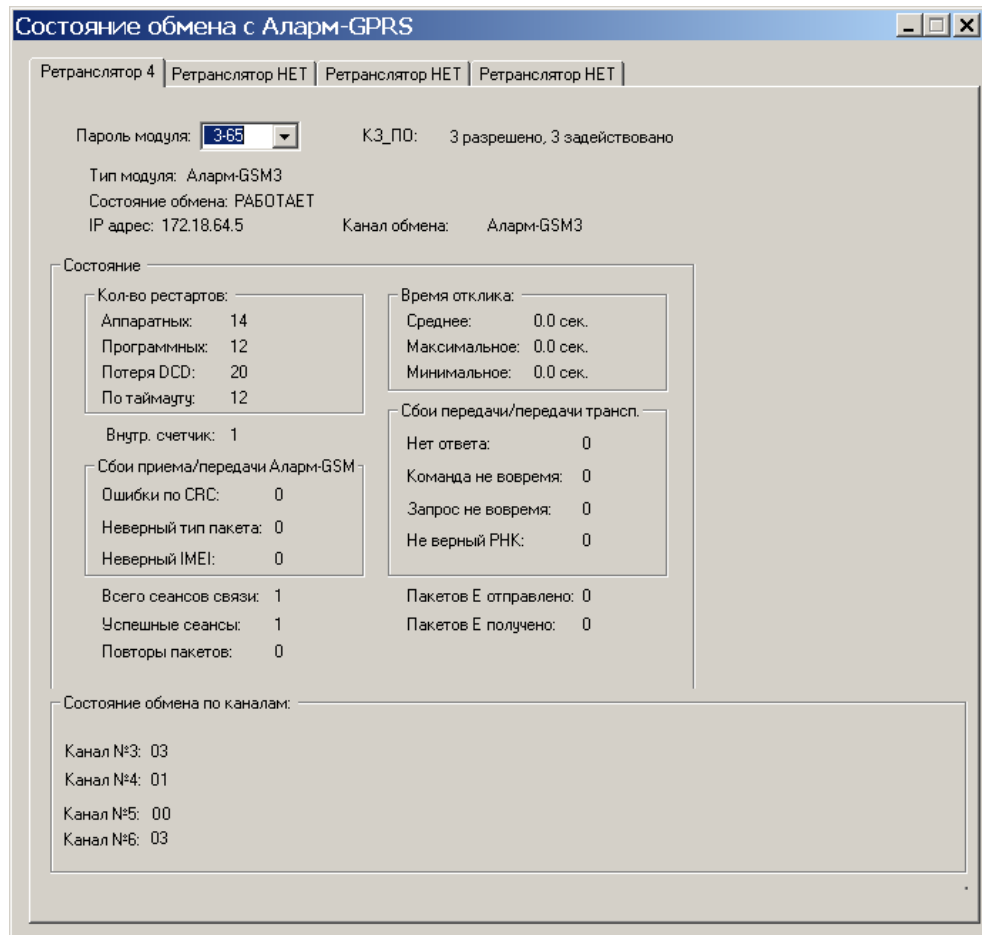 Состояние обмена с Аларм-GPRS
Ретранслятор 4 Ретранслятор НЕТ Ретранслятор НЕТ Ретранслятор НЕТ
Пароль модуля: 3-65 КЗ_ПО: 3 разрешено, 3 задействовано
Тип модуля: Аларм-GSM3
Состояние обмена: РАБОТАЕТ
IP адрес: 172.18.64.5 Канал обмена: Аларм-GSM3
Состояние
Кол-во рестартов:
Аппаратных: 14
Программных: 12
Потеря DCD: 20
По таймауту: 12
Внутр. счетчик: 1
Сбои приема/передачи Аларм-GSM
Ошибки по CRC: 0
Неверный тип пакета: 0
Неверный IMEI: 0
Всего сеансов связи: 1
Успешные сеансы: 1
Повторы пакетов: 0
Время отклика:
Среднее: 0.0 сек.
Максимальное: 0.0 сек.
Минимальное: 0.0 сек.
Сбои передачи/передачи трансп.
Нет ответа: 0
Команда не вовремя: 0
Запрос не вовремя: 0
Не верный РНК: 0
Пакетов Е отправлено: 0
Пакетов Е получено: 0
Состояние обмена по каналам:
Канал №3: 03
Канал №4: 01
Канал №5: 00
Канал №6: 03